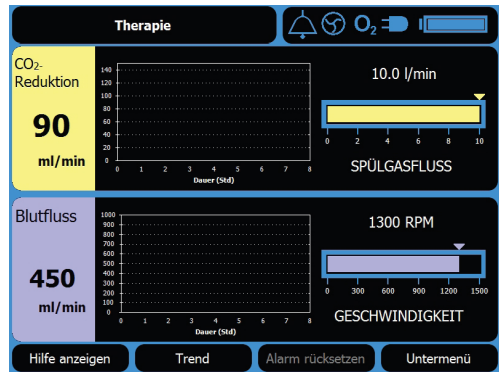 Therapie
O2
CO2-
Reduktion
90
ml/min
140
120
100
80
60
40
20
0
0 1 2 3 4 5 6 7 8
Dauer (Std)
10.0 l/min
0 2 4 6 8 10
SPÜLGASFLUSS
Blutfluss
450
ml/min
1000
900
800
700
600
500
400
300
200
100
0
0 1 2 3 4 5 6 7 8
Dauer (Std)
1300 RPM
0 300 600 900 1200 1500
GESCHWINDIGKEIT
Hilfe anzeigen
Trend
Alarm rücksetzen
Untermenü